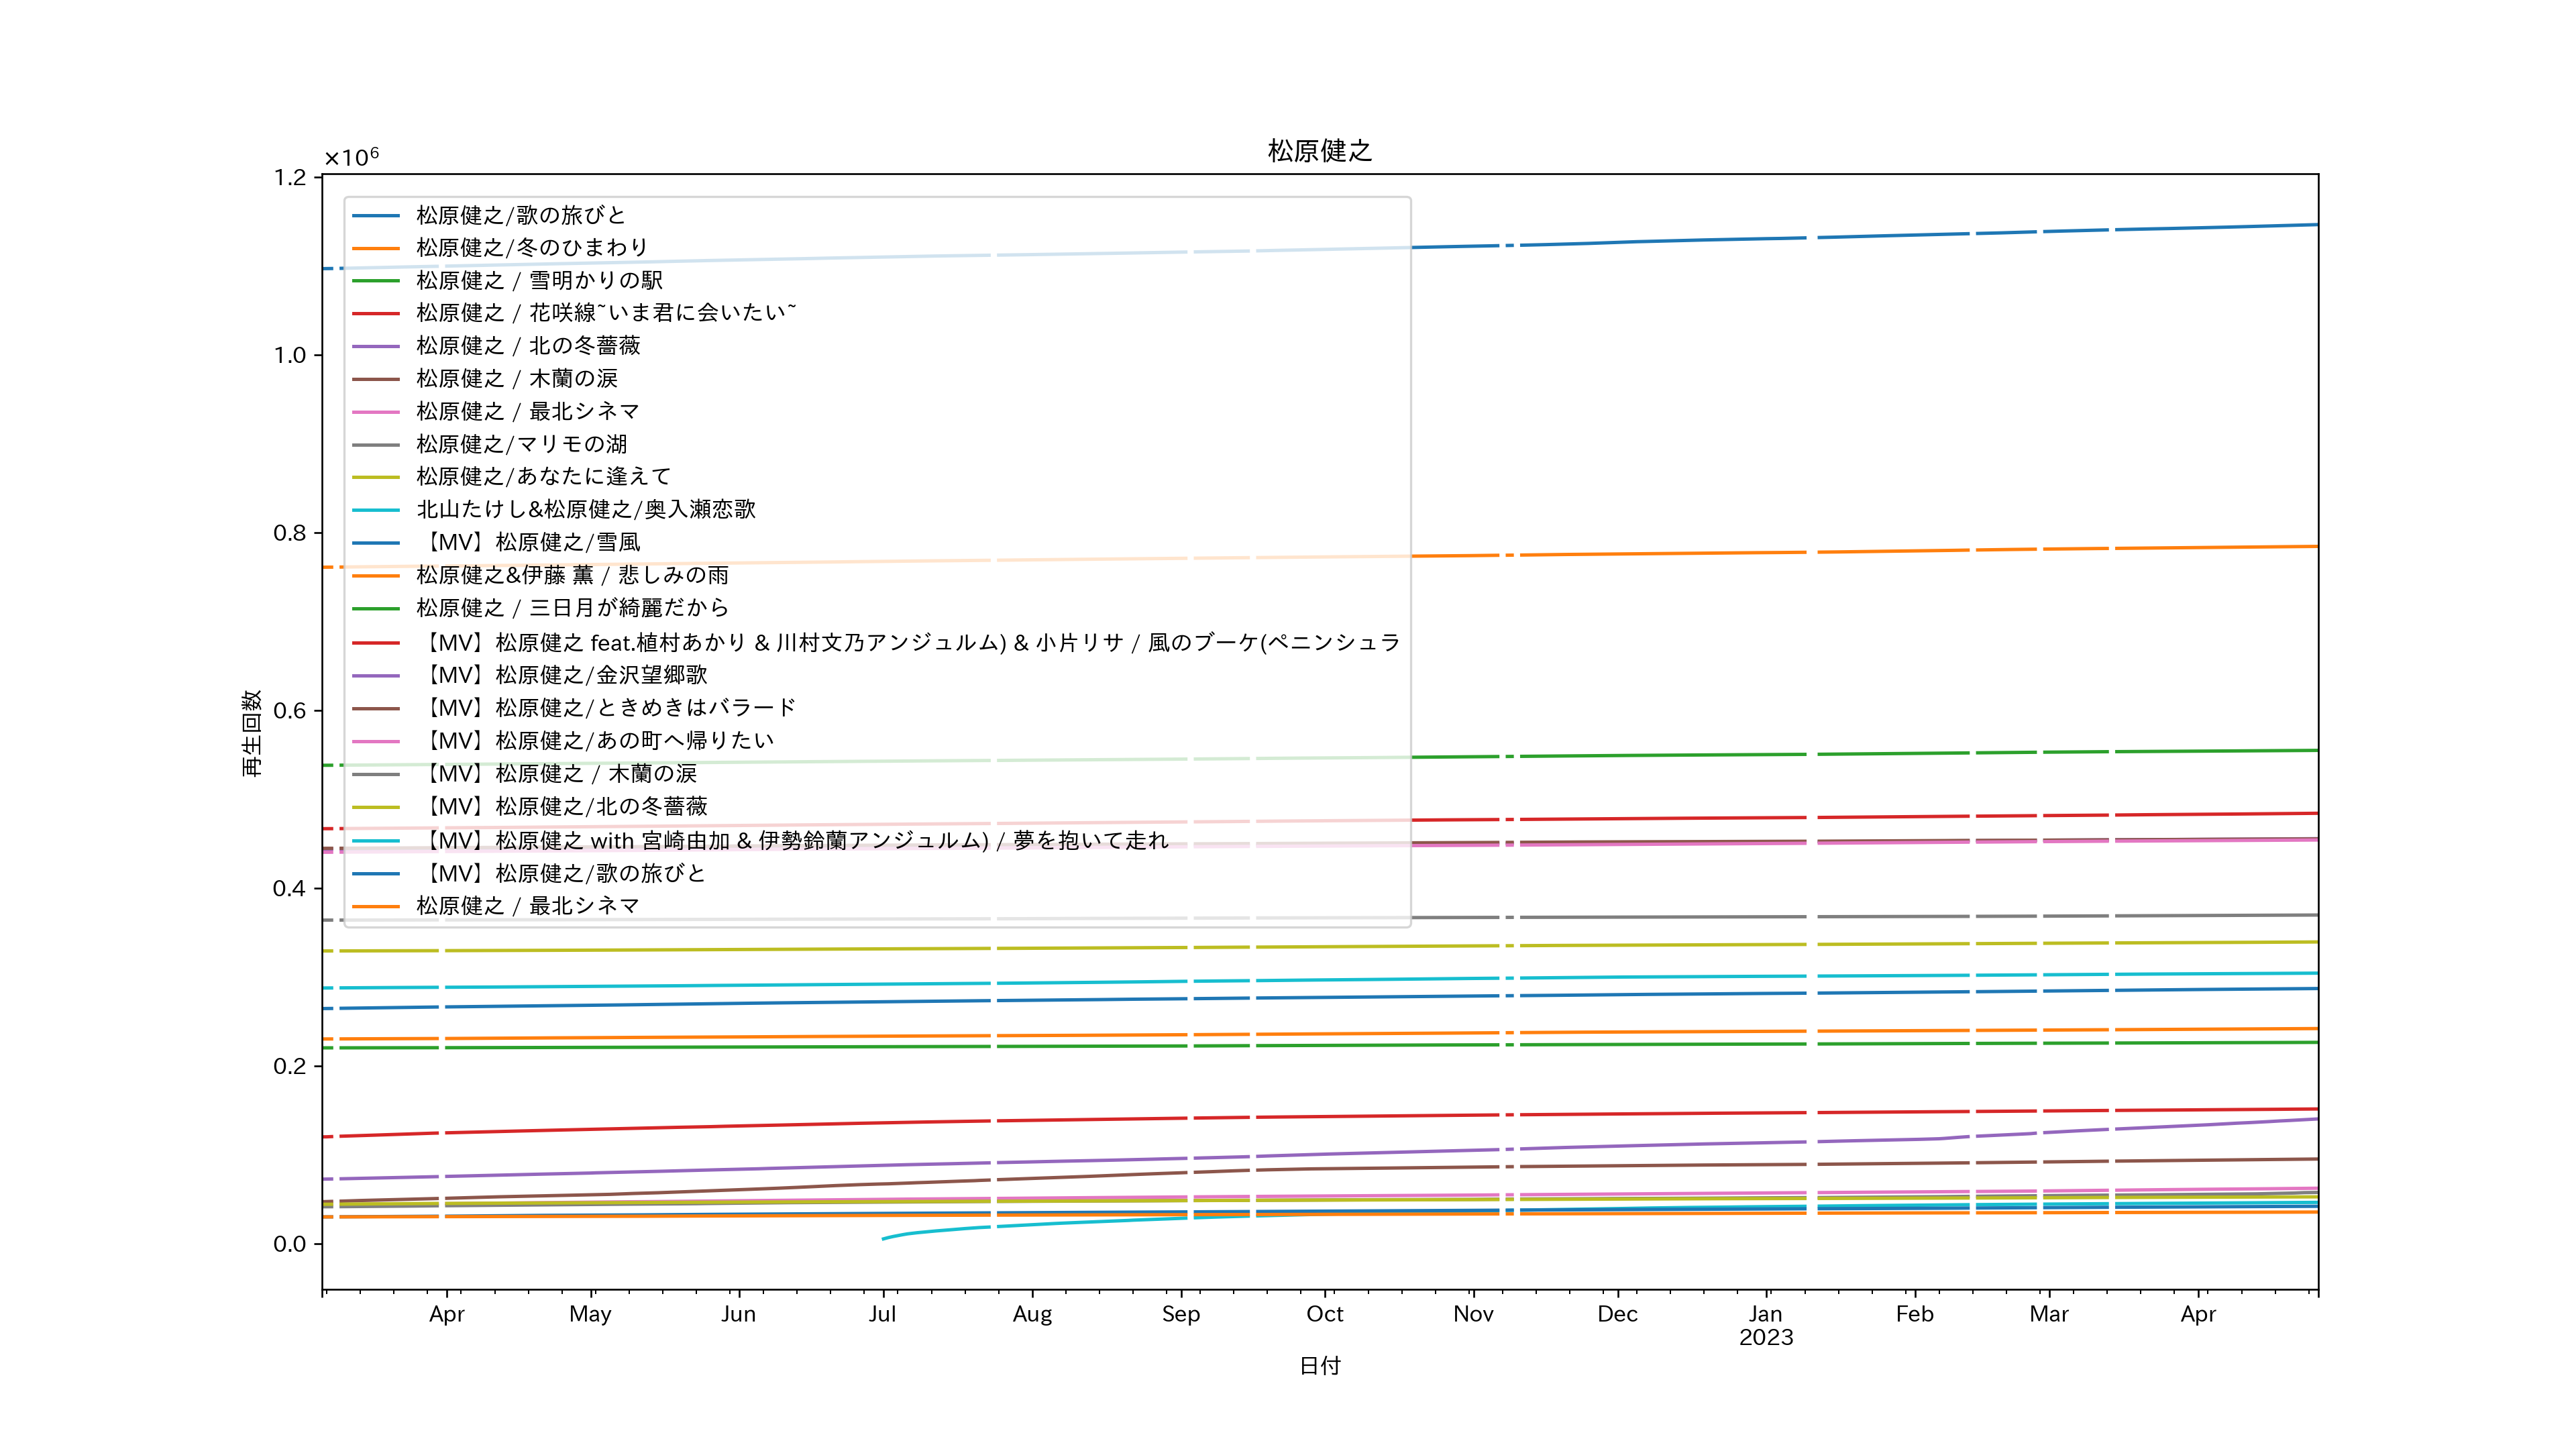 松原健之
×10⁶
1.2
1.0
0.8
0.6
0.4
0.2
0.0
再生回数
松原健之/歌の旅びと
松原健之/冬のひまわり
松原健之 / 雪明かりの駅
松原健之 / 花咲線~いま君に会いたい~
松原健之 / 北の冬薔薇
松原健之 / 木蘭の涙
松原健之 / 最北シネマ
松原健之/マリモの湖
松原健之/あなたに逢えて
北山たけし&松原健之/奥入瀬恋歌
【MV】松原健之/雪風
松原健之&伊藤 薫 / 悲しみの雨
松原健之 / 三日月が綺麗だから
【MV】松原健之 feat.植村あかり & 川村文乃アンジュルム) & 小片リサ / 風のブーケ(ペニンシュラ
【MV】松原健之/金沢望郷歌
【MV】松原健之/ときめきはバラード
【MV】松原健之/あの町へ帰りたい
【MV】松原健之 / 木蘭の涙
【MV】松原健之/北の冬薔薇
【MV】松原健之 with 宮崎由加 & 伊勢鈴蘭アンジュルム) / 夢を抱いて走れ
【MV】松原健之/歌の旅びと
松原健之 / 最北シネマ
Apr May Jun Jul Aug Sep Oct Nov Dec Jan Feb Mar Apr
2023
日付